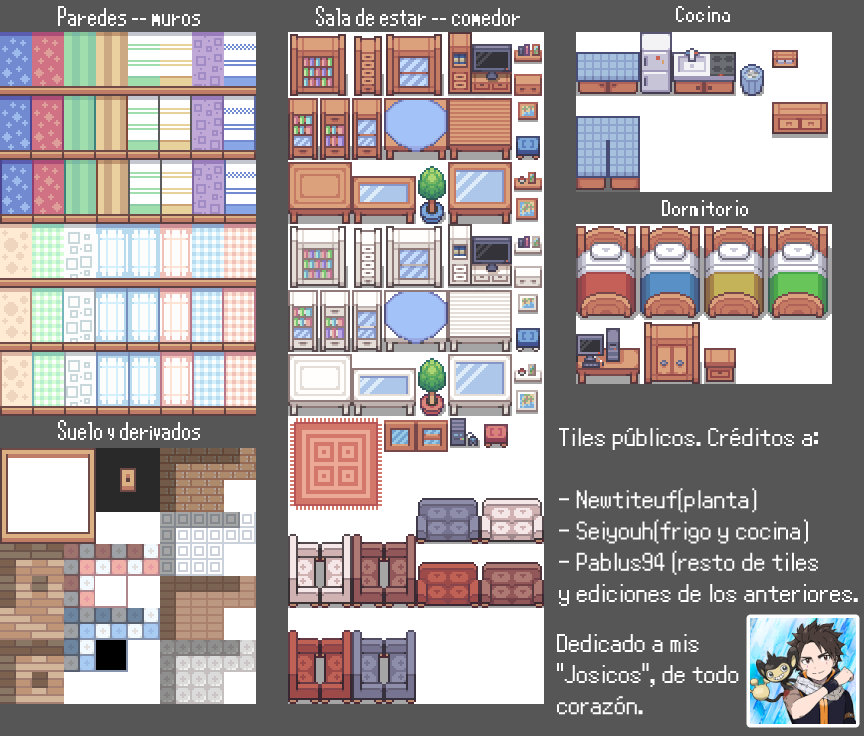 Paredes -- muros
Sala de estar -- comedor
Cocina
Dormitorio
Suelo y derivados
Tiles públicos. Créditos a:
- Newtiteuf(planta)
- Seiyouh(frigo y cocina)
- Pablus94 (resto de tiles
y ediciones de los anteriores.
Dedicado a mis
"Josicos", de todo
corazón.